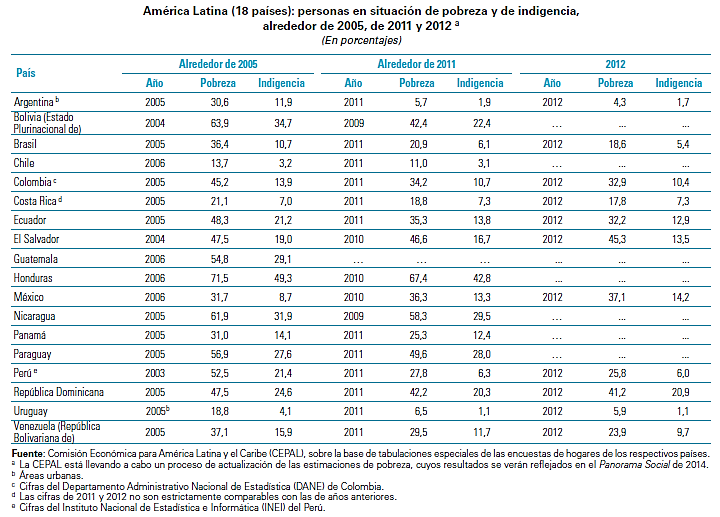 América Latina (18 países): personas en situación de pobreza y de indigencia,
alrededor de 2005, de 2011 y 2012 a
(En porcentajes)
País Alrededor de 2005 Alrededor de 2011 2012
Año Pobreza Indigencia Año Pobreza Indigencia Año Pobreza Indigencia
Argentina b 2005 30,6 11,9 2011 5,7 1,9 2012 4,3 1,7
Bolivia (Estado
Plurinacional de) 2004 63,9 34,7 2009 42,4 22,4 ... ... ...
Brasil 2005 36,4 10,7 2011 20,9 6,1 2012 18,6 5,4
Chile 2006 13,7 3,2 2011 11,0 3,1 ... ... ...
Colombia c 2005 45,2 13,9 2011 34,2 10,7 2012 32,9 10,4
Costa Rica d 2005 21,1 7,0 2011 18,8 7,3 2012 17,8 7,3
Ecuador 2005 48,3 21,2 2011 35,3 13,8 2012 32,2 12,9
El Salvador 2004 47,5 19,0 2010 46,6 16,7 2012 45,3 13,5
Guatemala 2006 54,8 29,1 ... ... ... ... ... ...
Honduras 2006 71,5 49,3 2010 67,4 42,8 ... ... ...
México 2006 31,7 8,7 2010 36,3 13,3 2012 37,1 14,2
Nicaragua 2005 61,9 31,9 2009 58,3 29,5 ... ... ...
Panamá 2005 31,0 14,1 2011 25,3 12,4 ... ... ...
Paraguay 2005 56,9 27,6 2011 49,6 28,0 ... ... ...
Perú e 2003 52,5 21,4 2011 27,8 6,3 2012 25,8 6,0
República Dominicana 2005 47,5 24,6 2011 42,2 20,3 2012 41,2 20,9
Uruguay 2005b 18,8 4,1 2011 6,5 1,1 2012 5,9 1,1
Venezuela (República
Bolivariana de) 2005 37,1 15,9 2011 29,5 11,7 2012 23,9 9,7
Fuente: Comisión Económica para América Latina y el Caribe (CEPAL), sobre la base de tabulaciones especiales de las encuestas de hogares de los respectivos países.
a La CEPAL está llevando a cabo un proceso de actualización de las estimaciones de pobreza, cuyos resultados se verán reflejados en el Panorama Social de 2014.
b Áreas urbanas.
c Cifras del Departamento Administrativo Nacional de Estadística (DANE) de Colombia.
d Las cifras de 2011 y 2012 no son estrictamente comparables con las de años anteriores.
e Cifras del Instituto Nacional de Estadística e Informática (INEI) del Perú.